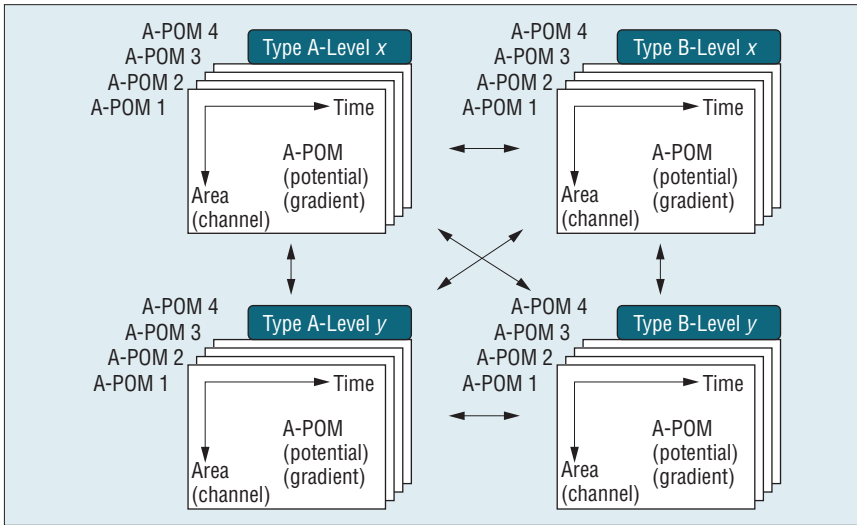 A-POM 4
A-POM 3
A-POM 2
A-POM 1
Type A-Level x
Time
A-POM
(potential)
(gradient)
Area
(channel)
A-POM 4
A-POM 3
A-POM 2
A-POM 1
Type B-Level x
Time
A-POM
(potential)
(gradient)
Area
(channel)
A-POM 4
A-POM 3
A-POM 2
A-POM 1
Type A-Level y
Time
A-POM
(potential)
(gradient)
Area
(channel)
A-POM 4
A-POM 3
A-POM 2
A-POM 1
Type B-Level y
Time
A-POM
(potential)
(gradient)
Area
(channel)